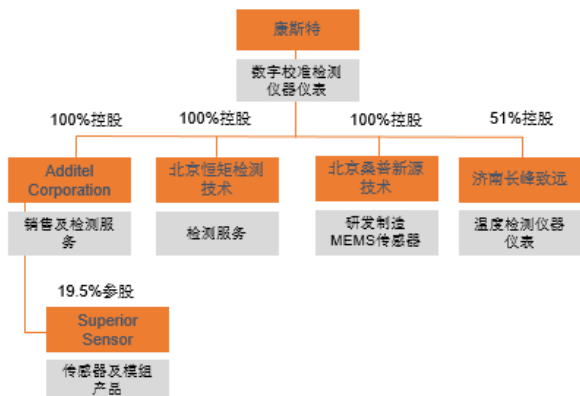 康斯特
数字校准检测
仪器仪表
100%控股
100%控股
100%控股
51%控股
Additel
Corporation
北京恒矩检测
技术
北京桑普新源
技术
济南长峰致远
销售及检测服
务
检测服务
研发制造
MEMS传感器
温度检测仪器
仪表
19.5%参股
Superior
Sensor
传感器及模组
产品